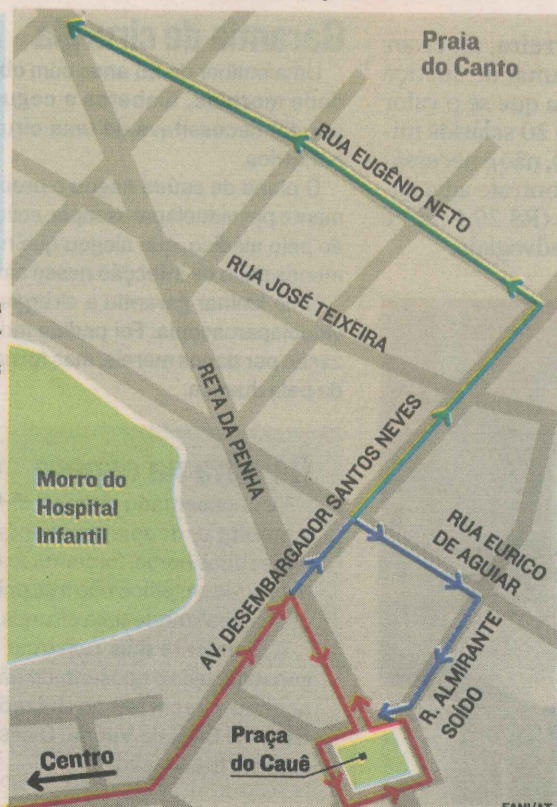 Praia
do Canto
RUA EUGÊNIO NETO
RUA JOSÉ TEIXEIRA
RETA DA PENHA
AV. DESEMBARGADOR SANTOS NEVES
Morro do
Hospital
Infantil
RUA EURICO
DE AGUIAR
R. ALMIRANTE
SOÍDO
Praça
do Cauê
Centro